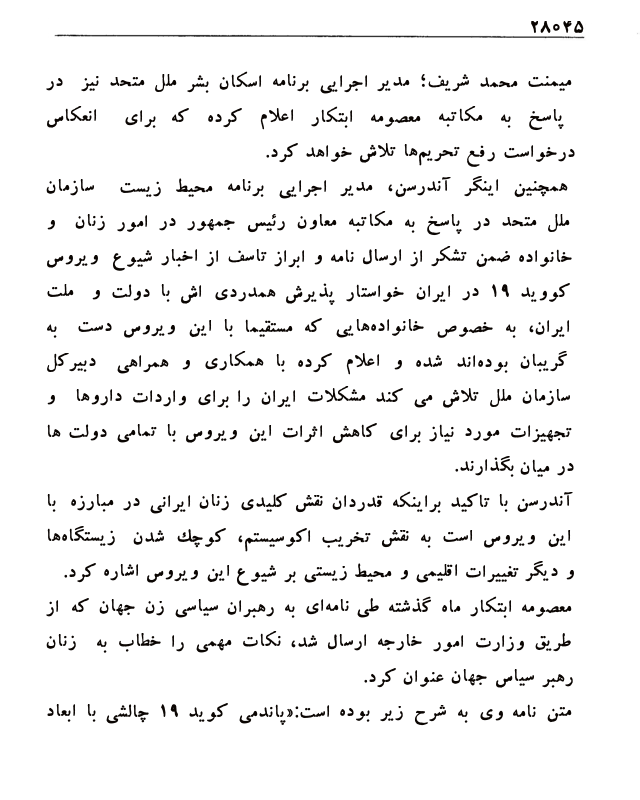 ۲۸۰۴۵
میمنت محمد شریف؛ مدیر اجرایی برنامه اسکان بشر ملل متحد نیز در
پاسخ به مکاتبه معصومه ابتکار اعلام کرده که برای انعکاس
درخواست رفع تحریم‌ها تلاش خواهد کرد.
همچنین اینگر آندرسن، مدیر اجرایی برنامه محیط زیست سازمان
ملل متحد در پاسخ به مکاتبه معاون رئیس جمهور در امور زنان و
خانواده ضمن تشکر از ارسال نامه و ابراز تاسف از اخبار شیوع ویروس
کووید ۱۹ در ایران خواستار پذیرش همدردی اش با دولت و ملت
ایران، به خصوص خانواده‌هایی که مستقیما با این ویروس دست به
گریبان بوده‌اند شده و اعلام کرده با همکاری و همراهی دبیرکل
سازمان ملل تلاش می کند مشکلات ایران را برای واردات داروها و
تجهیزات مورد نیاز برای کاهش اثرات این ویروس با تمامی دولت ها
در میان بگذارند.
آندرسن با تاکید براینکه قدردان نقش کلیدی زنان ایرانی در مبارزه با
این ویروس است به نقش تخریب اکوسیستم، کوچك شدن زیستگاه‌ها
و دیگر تغییرات اقلیمی و محیط زیستی بر شیوع این ویروس اشاره کرد.
معصومه ابتکار ماه گذشته طی نامه‌ای به رهبران سیاسی زن جهان که از
طریق وزارت امور خارجه ارسال شد، نکات مهمی را خطاب به زنان
رهبر سیاس جهان عنوان کرد.
متن نامه وی به شرح زیر بوده است:«پاندمی کوید ۱۹ چالشی با ابعاد